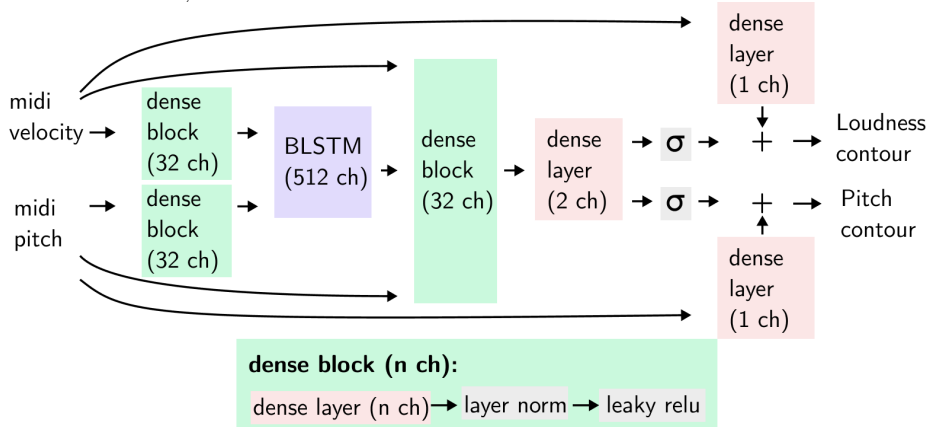 dense
layer
(1 ch)
midi
velocity
dense
block
(32 ch)
BLSTM
(512 ch)
dense
block
(32 ch)
dense
layer
(2 ch)
σ
+
Loudness
contour
midi
pitch
dense
block
(32 ch)
σ
+
Pitch
contour
dense
layer
(1 ch)
dense block (n ch):
dense layer (n ch) layer norm leaky relu